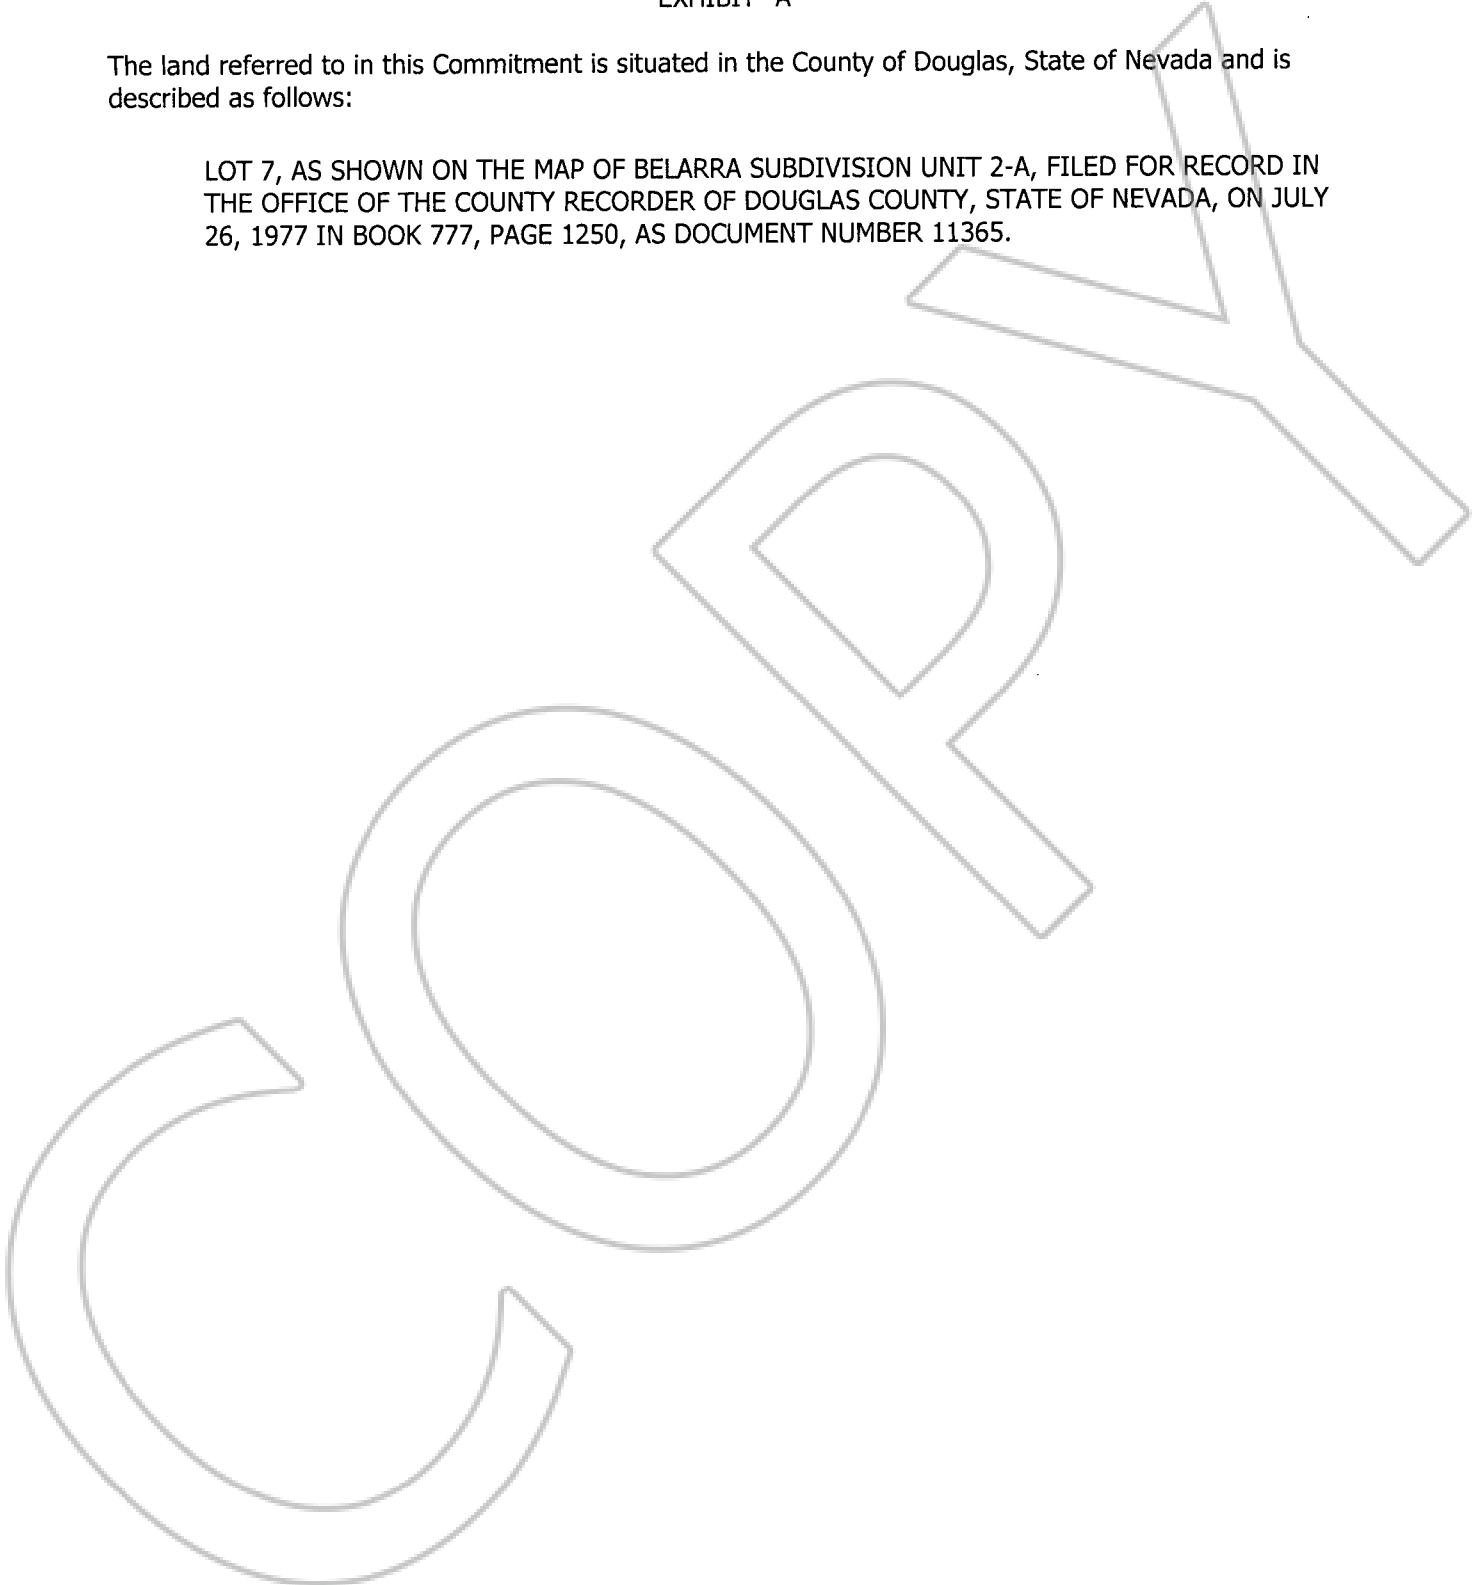 EXHIBIT "A"
The land referred to in this Commitment is situated in the County of Douglas, State of Nevada and is
described as follows:
LOT 7, AS SHOWN ON THE MAP OF BELARRA SUBDIVISION UNIT 2-A, FILED FOR RECORD IN
THE OFFICE OF THE COUNTY RECORDER OF DOUGLAS COUNTY, STATE OF NEVADA, ON JULY
26, 1977 IN BOOK 777, PAGE 1250, AS DOCUMENT NUMBER 11365.
COPY